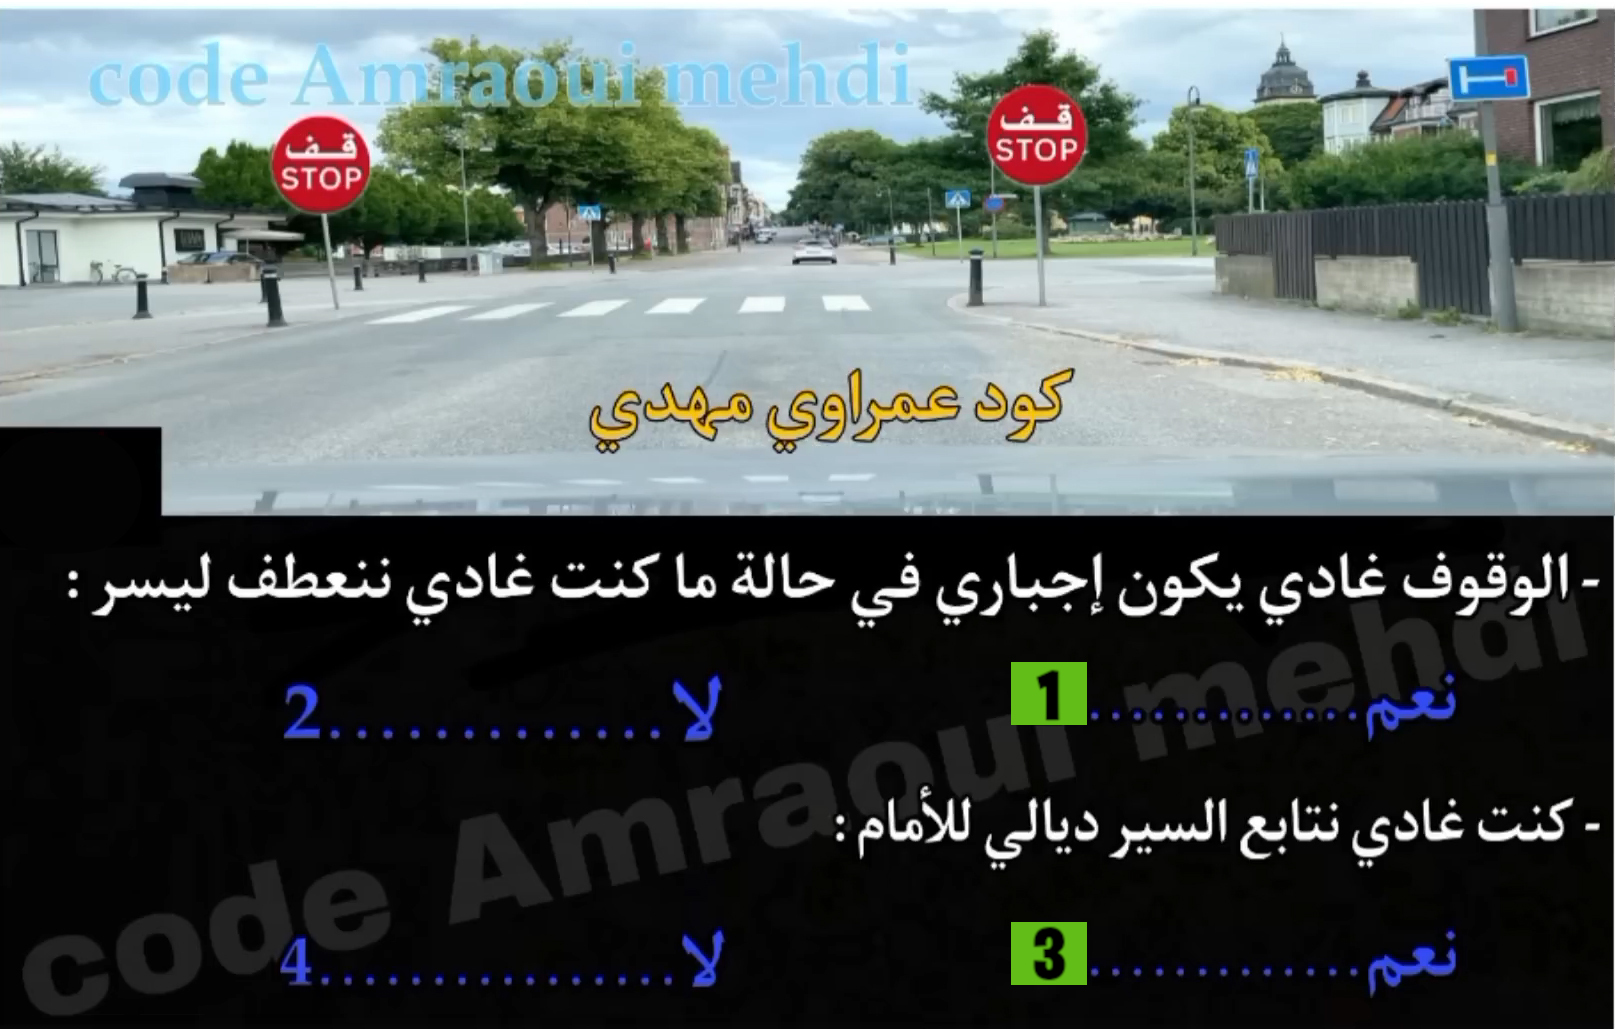 code Amraoui mehdi
قف
STOP
قف
STOP
كود عمراوي مهدي
- الوقوف غادي يكون إجباري في حالة ما كنت غادي ننعطف ليسر :
نعم.............1
لا.............2
- كنت غادي نتابع السير ديالي للأمام :
نعم.............3
لا................4
code Amraoui mehdi